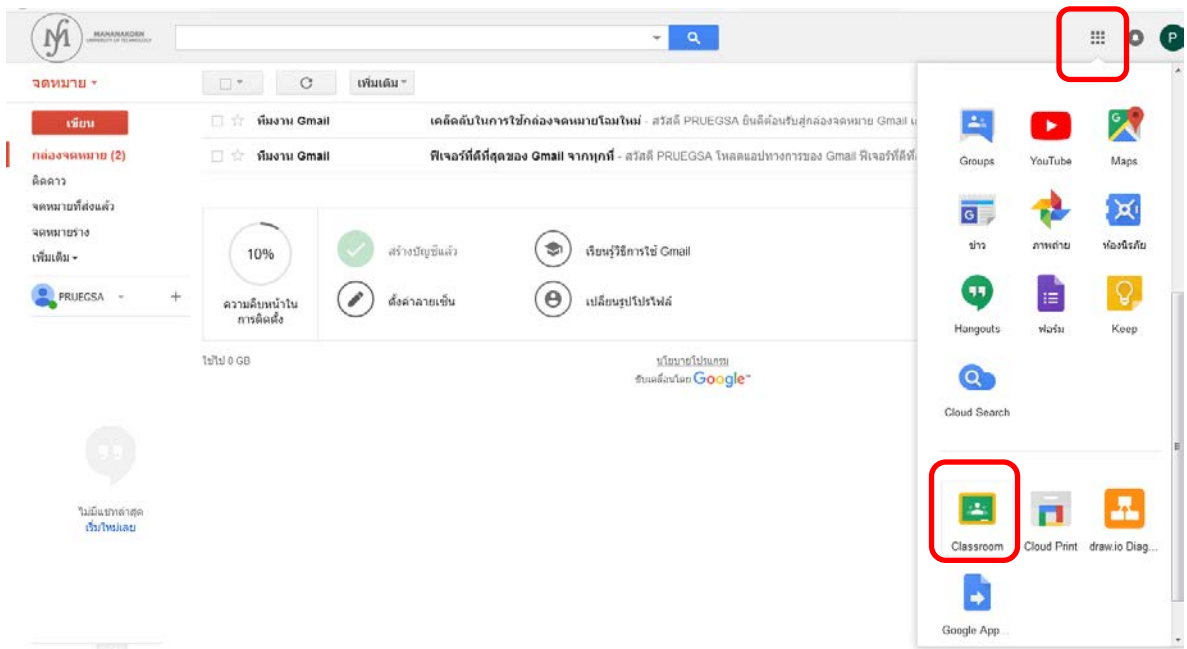 MAHANAKORN
UNIVERSITY OF TECHNOLOGY
P
จดหมาย
เพิ่มเติม
เขียน
กล่องจดหมาย (2)
ติดดาว
จดหมายที่ส่งแล้ว
จดหมายร่าง
เพิ่มเติม
PRUEGSA
+
ทีมงาน Gmail เคล็ดลับในการใช้กล่องจดหมายโฉมใหม่ - สวัสดี PRUEGSA ยินดีต้อนรับสู่กล่องจดหมาย Gmail
ทีมงาน Gmail ฟีเจอร์ที่ดีที่สุดของ Gmail จากทุกที่ - สวัสดี PRUEGSA โหลดแอปทางการของ Gmail ฟีเจอร์ที่ดี
10%
ความคืบหน้าใน
การติดตั้ง
สร้างบัญชีแล้ว
เรียนรู้วิธีการใช้ Gmail
ตั้งค่าลายเซ็น
เปลี่ยนรูปโปรไฟล์
ใช้ไป 0 GB
นโยบายโปรแกรม
ขับเคลื่อนโดย Google™
ไม่มีแชทล่าสุด
เริ่มใหม่เลย
Groups YouTube Maps
ข่าว ภาพถ่าย ห้องนิรภัย
Hangouts ฟอร์ม Keep
Cloud Search
Classroom Cloud Print draw.io Diag...
Google App...